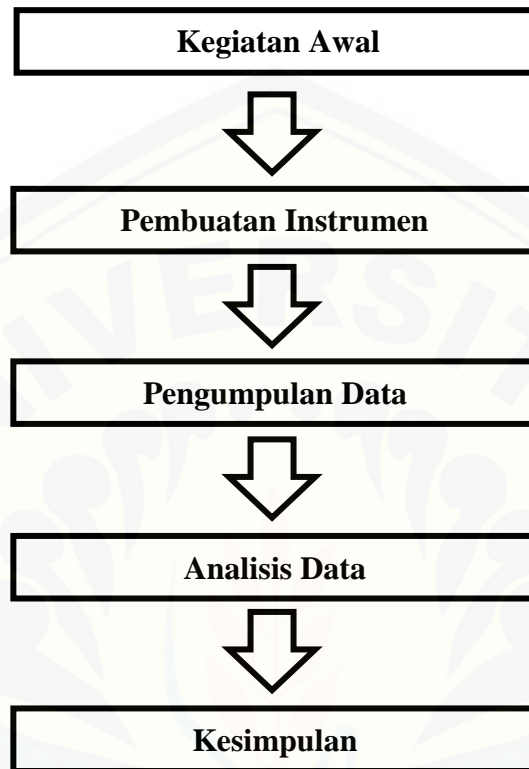 Kegiatan Awal
Pembuatan Instrumen
Pengumpulan Data
Analisis Data
Kesimpulan